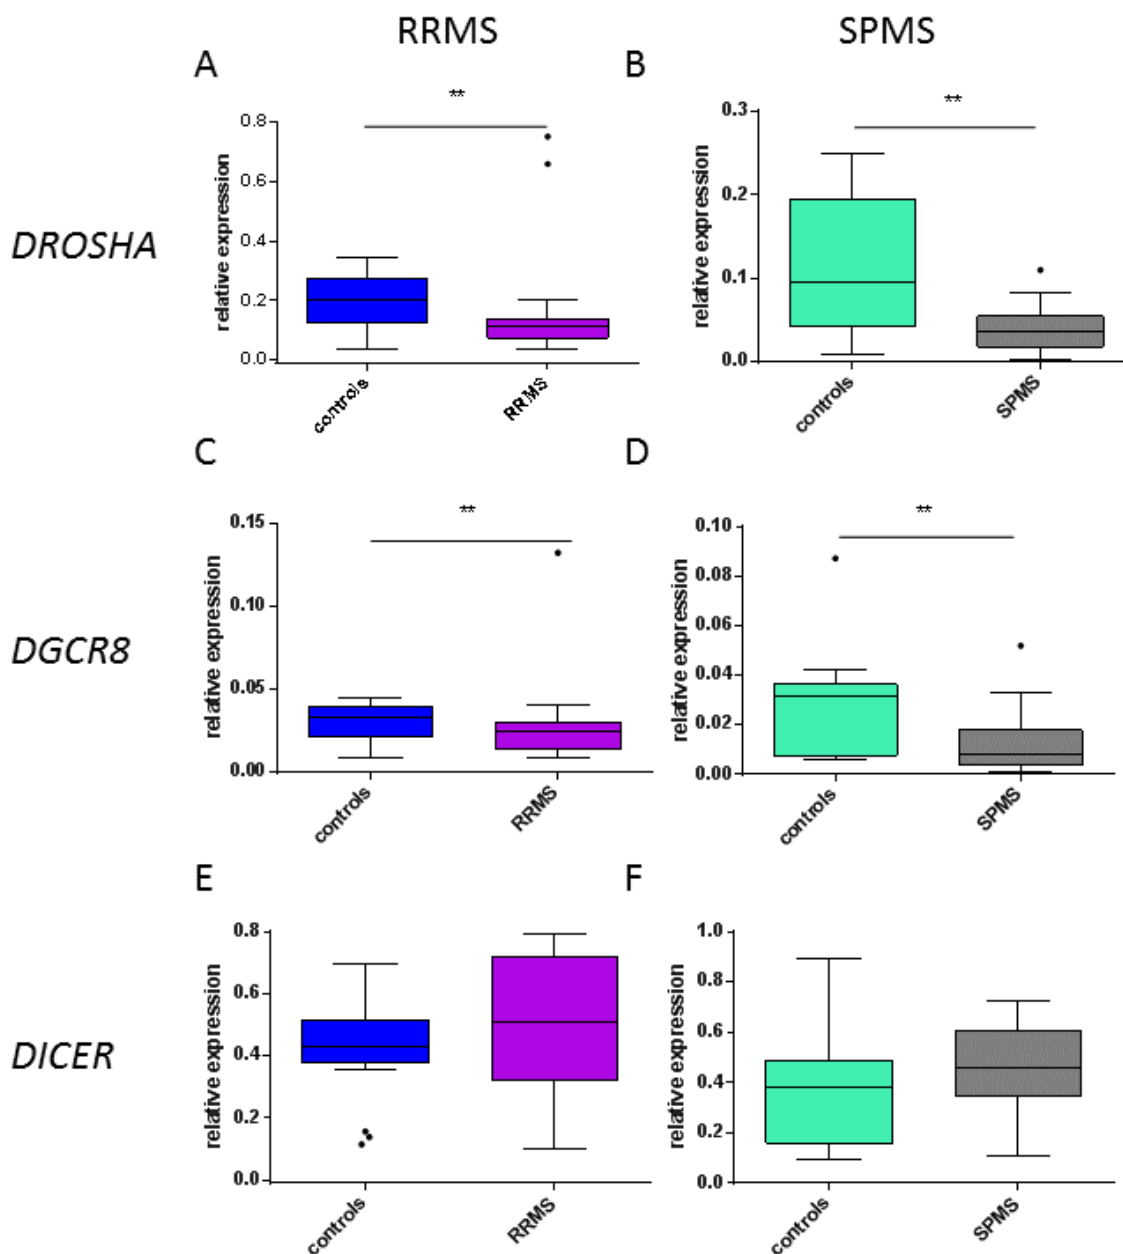 RRMS SPMS
A B
DROSHA
**
relative expression
0.8
0.6
0.4
0.2
0.0
controls RRMS
**
relative expression
0.3
0.2
0.1
0.0
controls SPMS
C D
DGCR8
**
relative expression
0.15
0.10
0.05
0.00
controls RRMS
**
relative expression
0.10
0.08
0.06
0.04
0.02
0.00
controls SPMS
E F
DICER
relative expression
0.8
0.6
0.4
0.2
0.0
controls RRMS
relative expression
1.0
0.8
0.6
0.4
0.2
0.0
controls SPMS